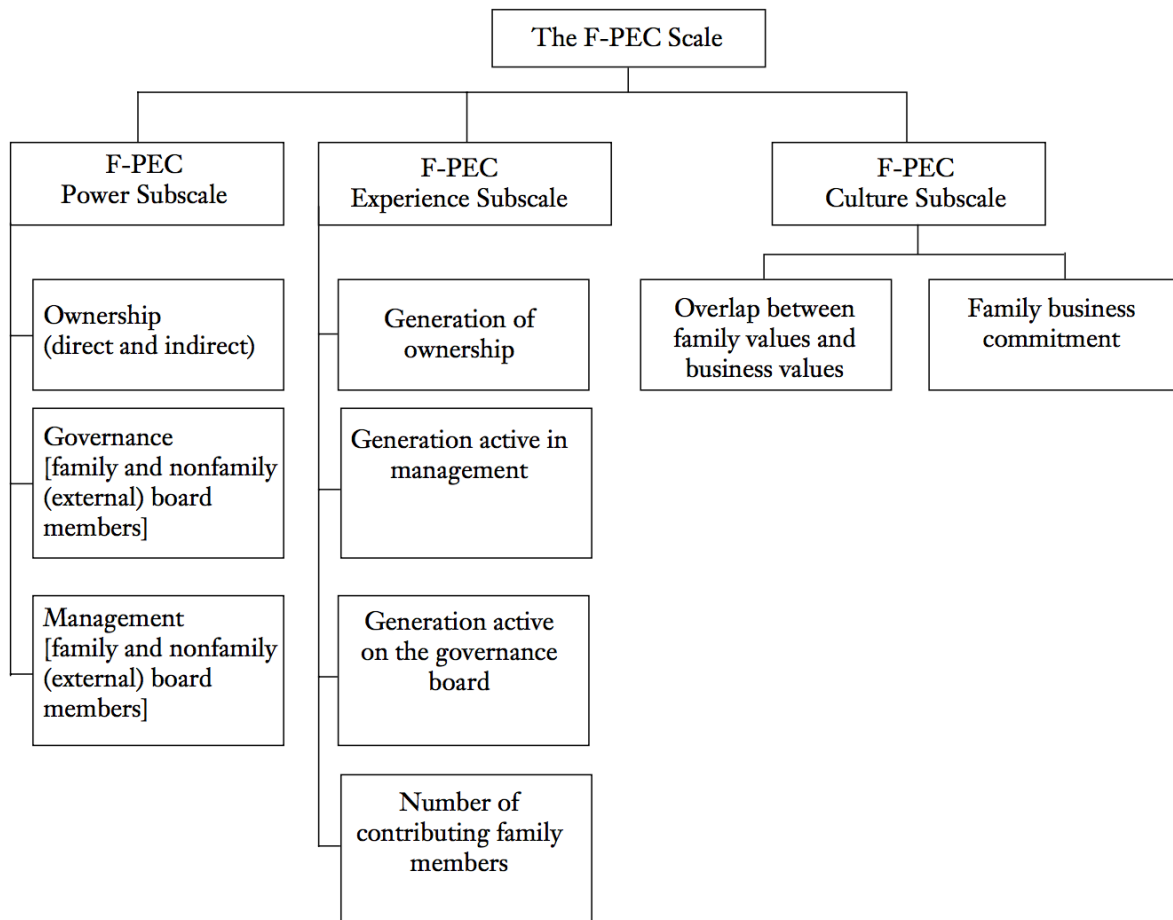 The F-PEC Scale
F-PEC
Power Subscale
Ownership
(direct and indirect)
Governance
[family and nonfamily
(external) board
members]
Management
[family and nonfamily
(external) board
members]
F-PEC
Experience Subscale
Generation of
ownership
Generation active in
management
Generation active
on the governance
board
Number of
contributing family
members
F-PEC
Culture Subscale
Overlap between
family values and
business values
Family business
commitment